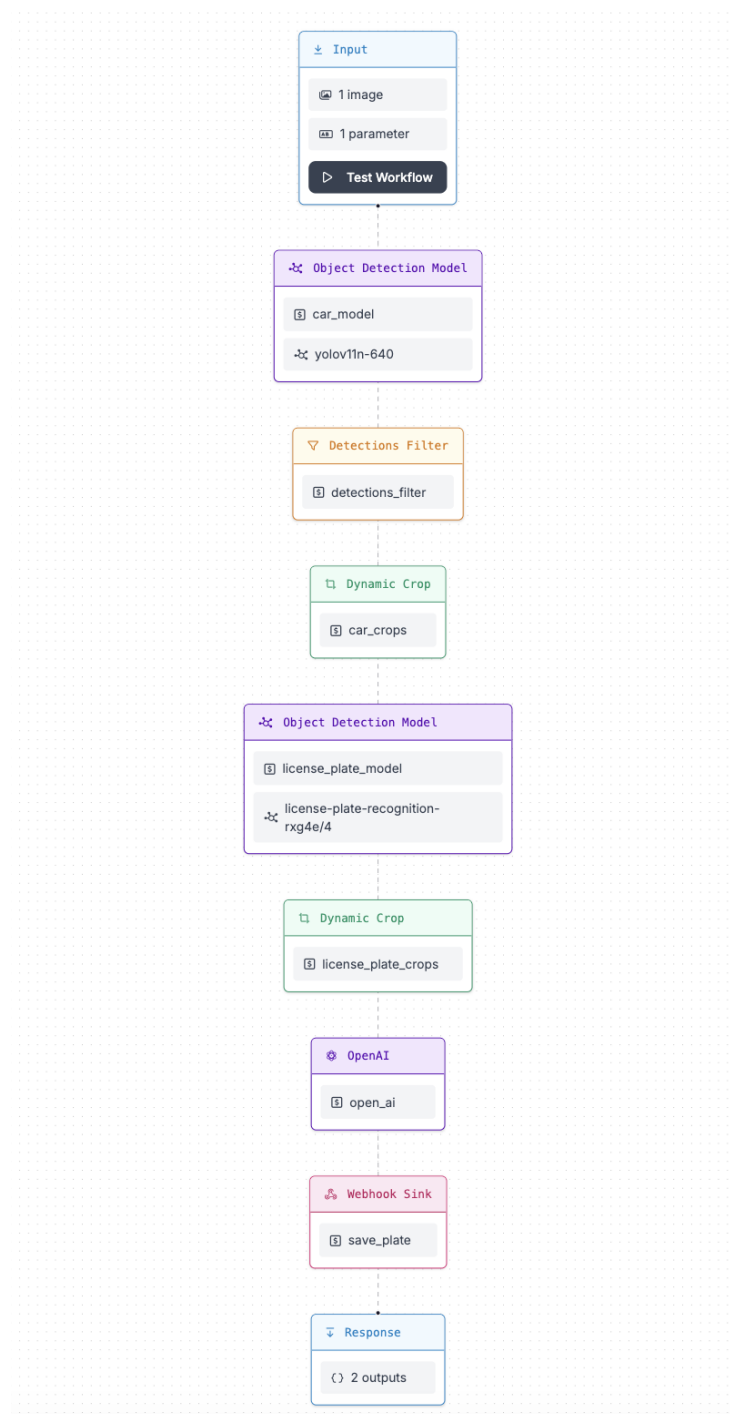 Input
1 image
1 parameter
Test Workflow
Object Detection Model
car_model
yolov11n-640
Detections Filter
detections_filter
Dynamic Crop
car_crops
Object Detection Model
license_plate_model
license-plate-recognition-
rxg4e/4
Dynamic Crop
license_plate_crops
OpenAI
open_ai
Webhook Sink
save_plate
Response
2 outputs